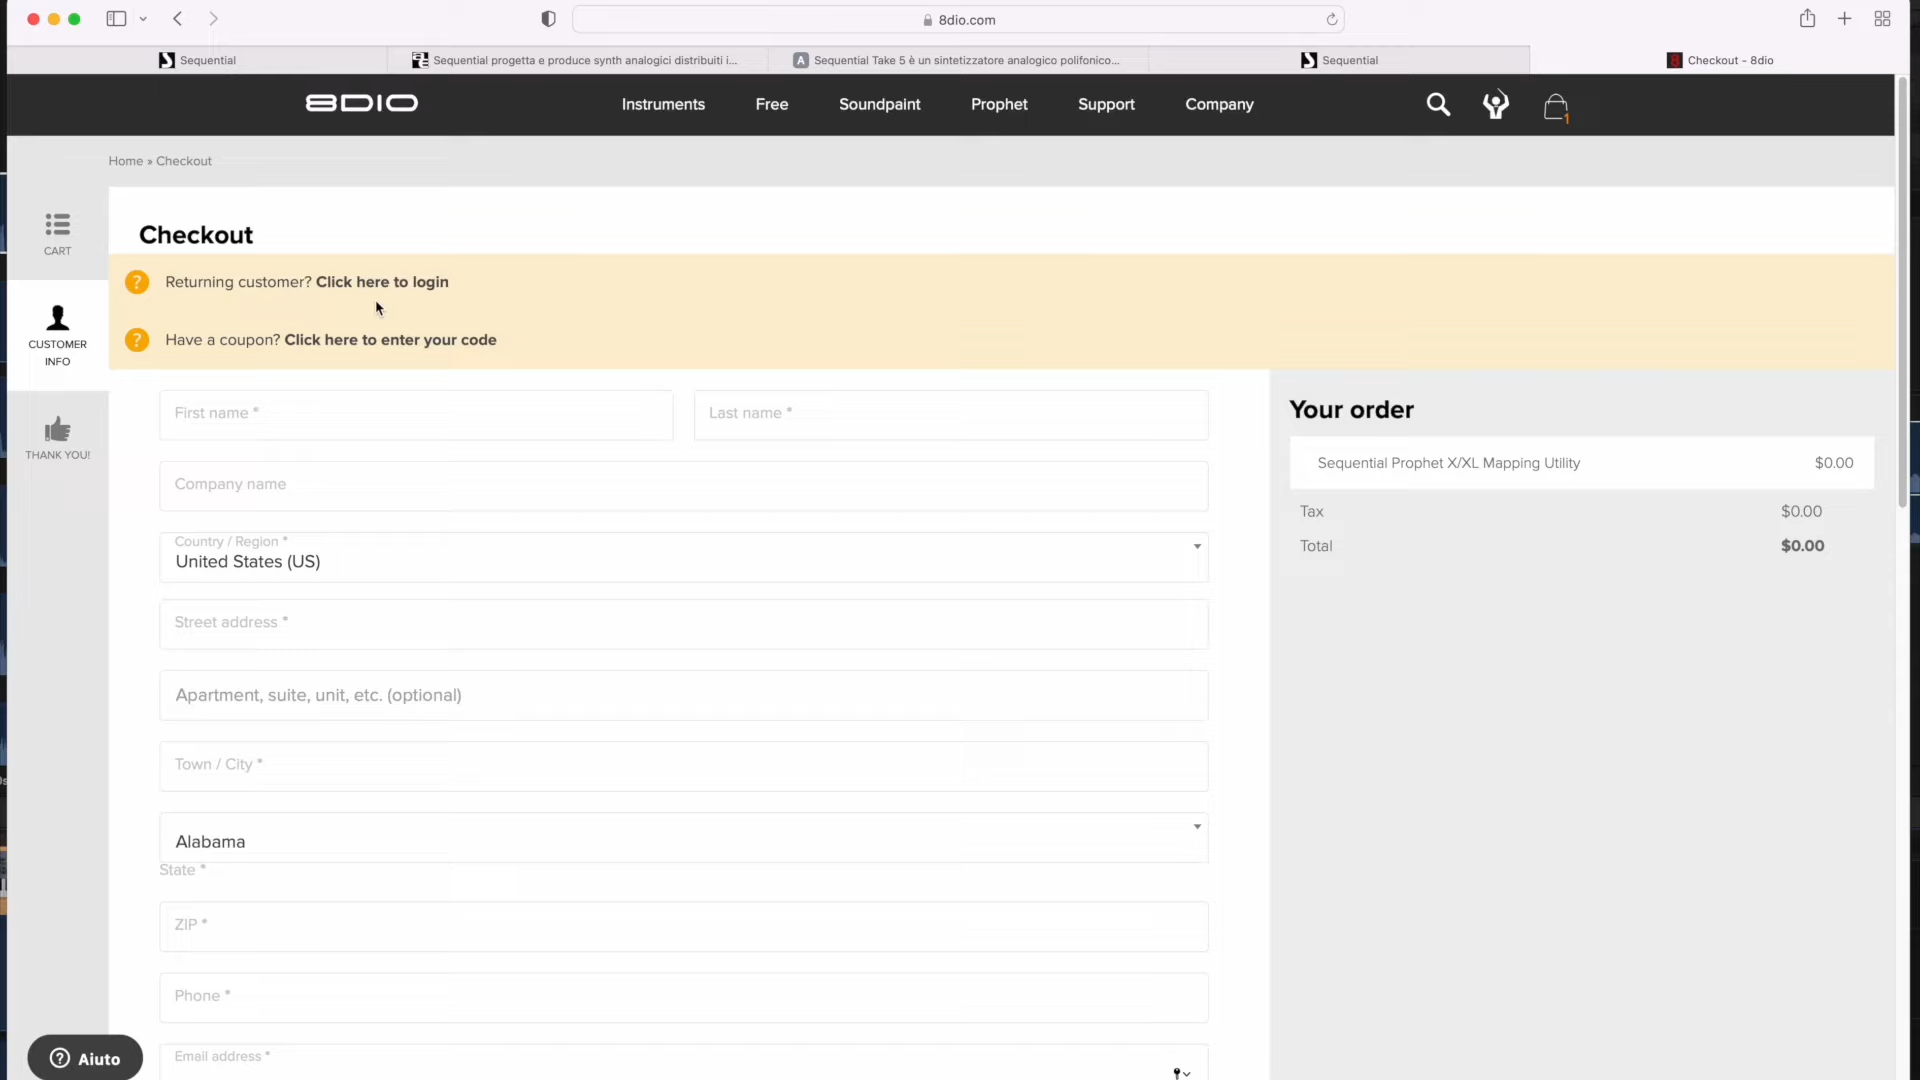 8dio.com
Sequential
Sequential progetta e produce synth analogici distribuiti i...
Sequential Take 5 è un sintetizzatore analogico polifonico...
Sequential
Checkout - 8dio
8DIO
Instruments
Free
Soundpaint
Prophet
Support
Company
1
Home » Checkout
CART
CUSTOMER
INFO
THANK YOU!
Checkout
Returning customer? Click here to login
Have a coupon? Click here to enter your code
First name *
Last name *
Company name
Country / Region *
United States (US)
Street address *
Apartment, suite, unit, etc. (optional)
Town / City *
Alabama
State *
ZIP *
Phone *
Email address *
Your order
Sequential Prophet X/XL Mapping Utility $0.00
Tax $0.00
Total $0.00
Aiuto